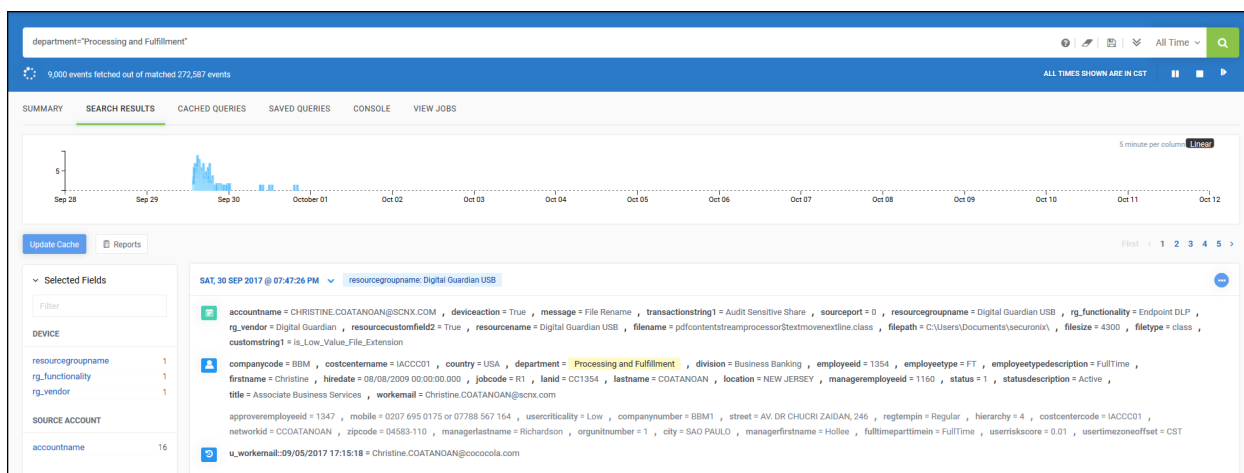 department="Processing and Fulfillment"
All Time
9,000 events fetched out of matched 272,587 events
ALL TIMES SHOWN ARE IN CST
SUMMARY SEARCH RESULTS CACHED QUERIES SAVED QUERIES CONSOLE VIEW JOBS
5 minute per column Linear
5
Sep 28 Sep 29 Sep 30 October 01 Oct 02 Oct 03 Oct 04 Oct 05 Oct 06 Oct 07 Oct 08 Oct 09 Oct 10 Oct 11 Oct 12
Update Cache Reports
First < 1 2 3 4 5 >
Selected Fields
Filter
DEVICE
resourcegroupname 1
rg_functionality 1
rg_vendor 1
SOURCE ACCOUNT
accountname 16
SAT, 30 SEP 2017 @ 07:47:26 PM resourcegroupname: Digital Guardian USB
accountname = CHRISTINE.COATANOAN@SCNX.COM , deviceaction = True , message = File Rename , transactionstring1 = Audit Sensitive Share , sourceport = 0 , resourcegroupname = Digital Guardian USB , rg_functionality = Endpoint DLP ,
rg_vendor = Digital Guardian , resourcecustomfield2 = True , resourcename = Digital Guardian USB , filename = pdfcontentstreamprocessor$textmovenextline.class , filepath = C:\Users\Documents\securonix\ , filesize = 4300 , filetype = class ,
customstring1 = is_Low_Value_File_Extension
companycode = BBM , costcentername = IACCC01 , country = USA , department = Processing and Fulfillment , division = Business Banking , employeeid = 1354 , employeetype = FT , employeetypedescription = FullTime ,
firstname = Christine , hiredate = 08/08/2009 00:00:00.000 , jobcode = R1 , lanid = CC1354 , lastname = COATANOAN , location = NEW JERSEY , manageremployeeid = 1160 , status = 1 , statusdescription = Active ,
title = Associate Business Services , workemail = Christine.COATANOAN@scnx.com
approveremployeeid = 1347 , mobile = 0207 695 0175 or 07788 567 164 , usercriticality = Low , companynumber = BBM1 , street = AV. DR CHUCRI ZAIDAN, 246 , regtempin = Regular , hierarchy = 4 , costcentercode = IACCC01 ,
networkid = CCOATANOAN , zipcode = 04583-110 , managerlastname = Richardson , orgunitnumber = 1 , city = SAO PAULO , managerfirstname = Hollee , fulltimeparttimein = FullTime , userriskscore = 0.01 , usertimezoneoffset = CST
u_workemail::09/05/2017 17:15:18 = Christine.COATANOAN@cococola.com